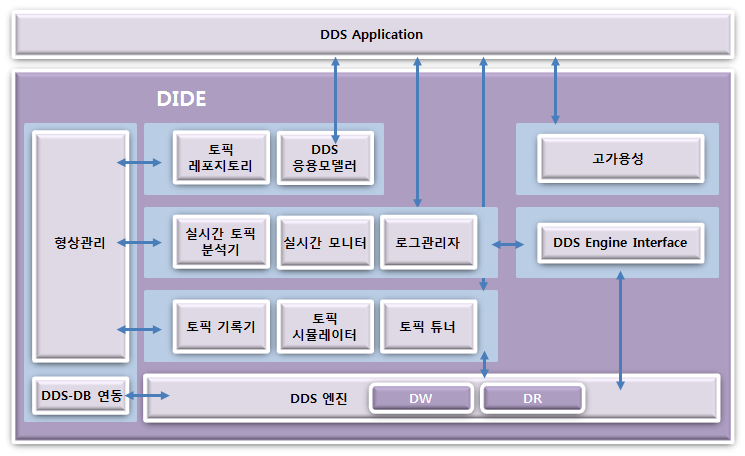 DDS Application
DIDE
토픽
레포지토리
DDS
응용모델러
고가용성
형상관리
실시간 토픽
분석기
실시간 모니터
로그관리자
DDS Engine Interface
토픽 기록기
토픽
시뮬레이터
토픽 튜너
DDS-DB 연동
DDS 엔진
DW
DR